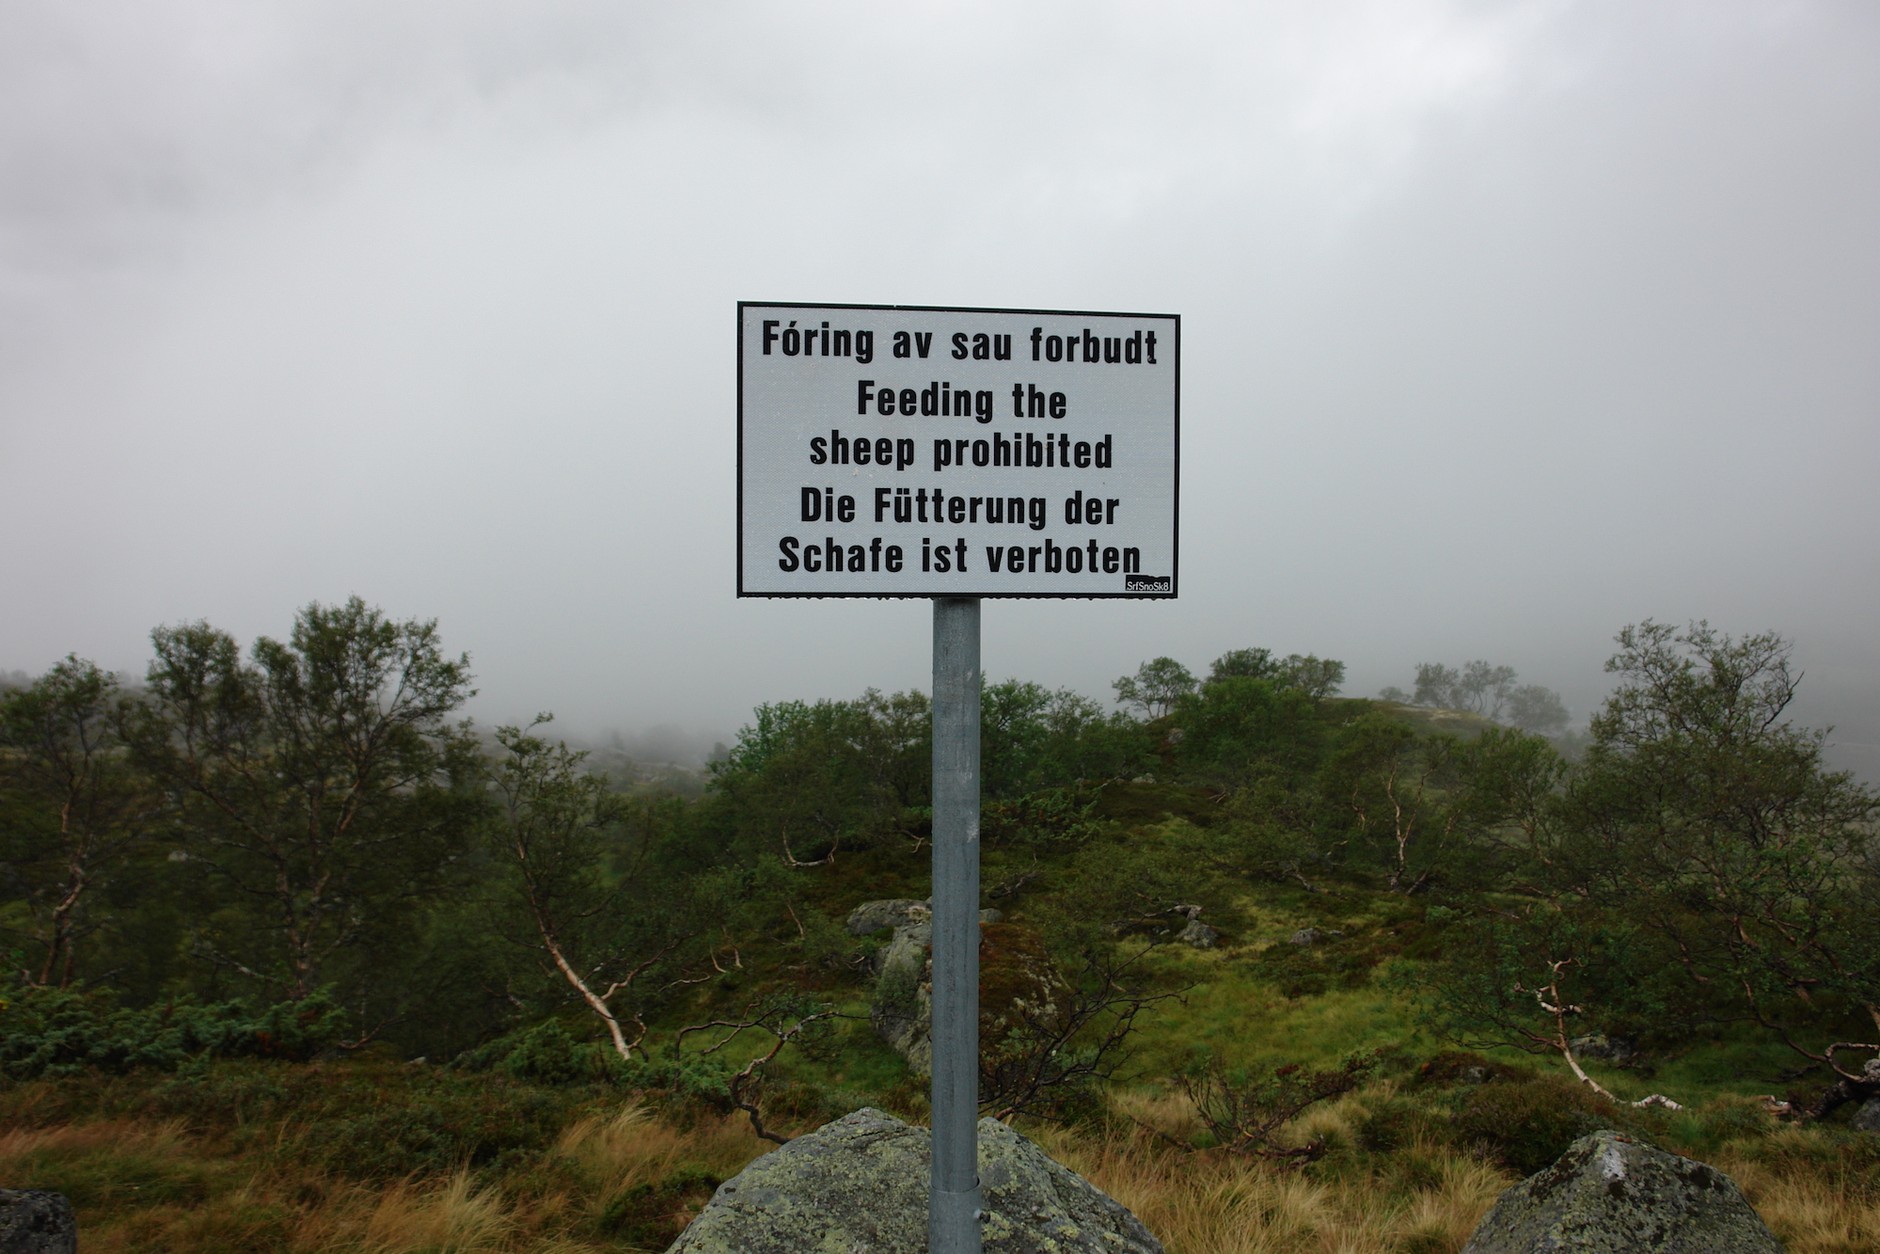 Fóring av sau forbudt
Feeding the
sheep prohibited
Die Fütterung der
Schafe ist verboten
SrfSnoSk8